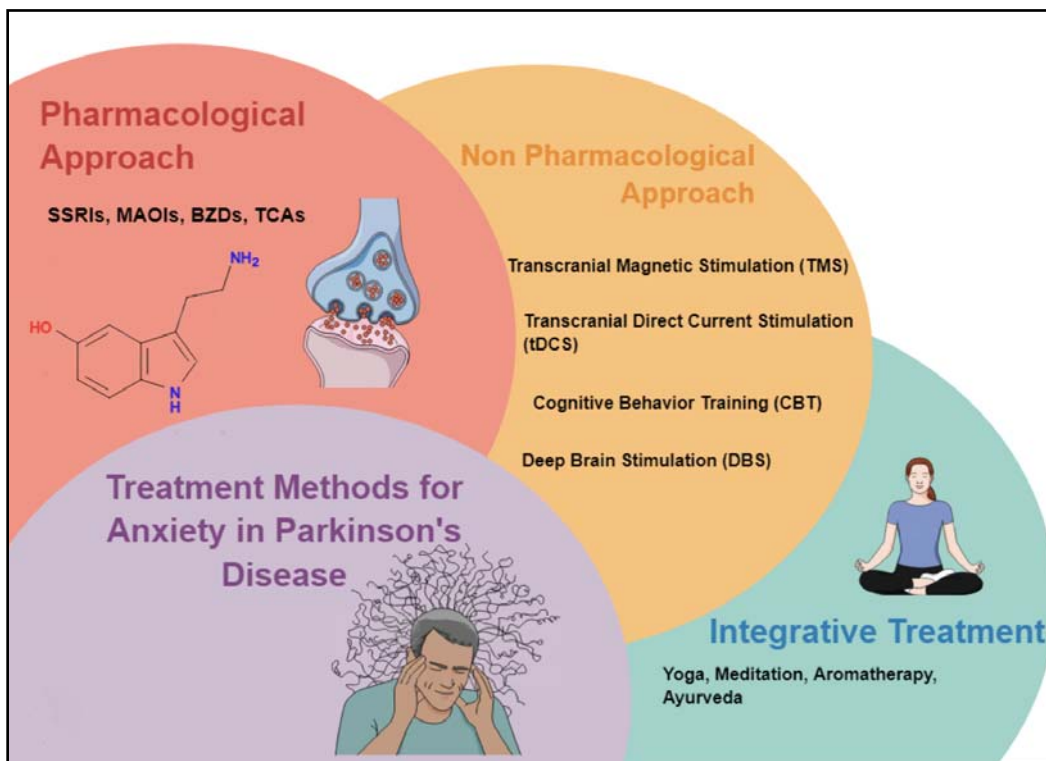 Pharmacological
Approach
SSRIs, MAOIs, BZDs, TCAs
NH2
HO
N
H
Non Pharmacological
Approach
Transcranial Magnetic Stimulation (TMS)
Transcranial Direct Current Stimulation
(tDCS)
Cognitive Behavior Training (CBT)
Deep Brain Stimulation (DBS)
Treatment Methods for
Anxiety in Parkinson's
Disease
Integrative Treatment
Yoga, Meditation, Aromatherapy,
Ayurveda